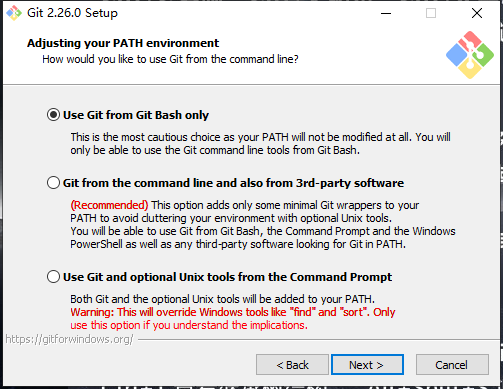 Git 2.26.0 Setup
Adjusting your PATH environment
How would you like to use Git from the command line?
Use Git from Git Bash only
This is the most cautious choice as your PATH will not be modified at all. You will
only be able to use the Git command line tools from Git Bash.
Git from the command line and also from 3rd-party software
(Recommended) This option adds only some minimal Git wrappers to your
PATH to avoid cluttering your environment with optional Unix tools.
You will be able to use Git from Git Bash, the Command Prompt and the Windows
PowerShell as well as any third-party software looking for Git in PATH.
Use Git and optional Unix tools from the Command Prompt
Both Git and the optional Unix tools will be added to your PATH.
Warning: This will override Windows tools like "find" and "sort". Only
use this option if you understand the implications.
https://gitforwindows.org/
< Back
Next >
Cancel